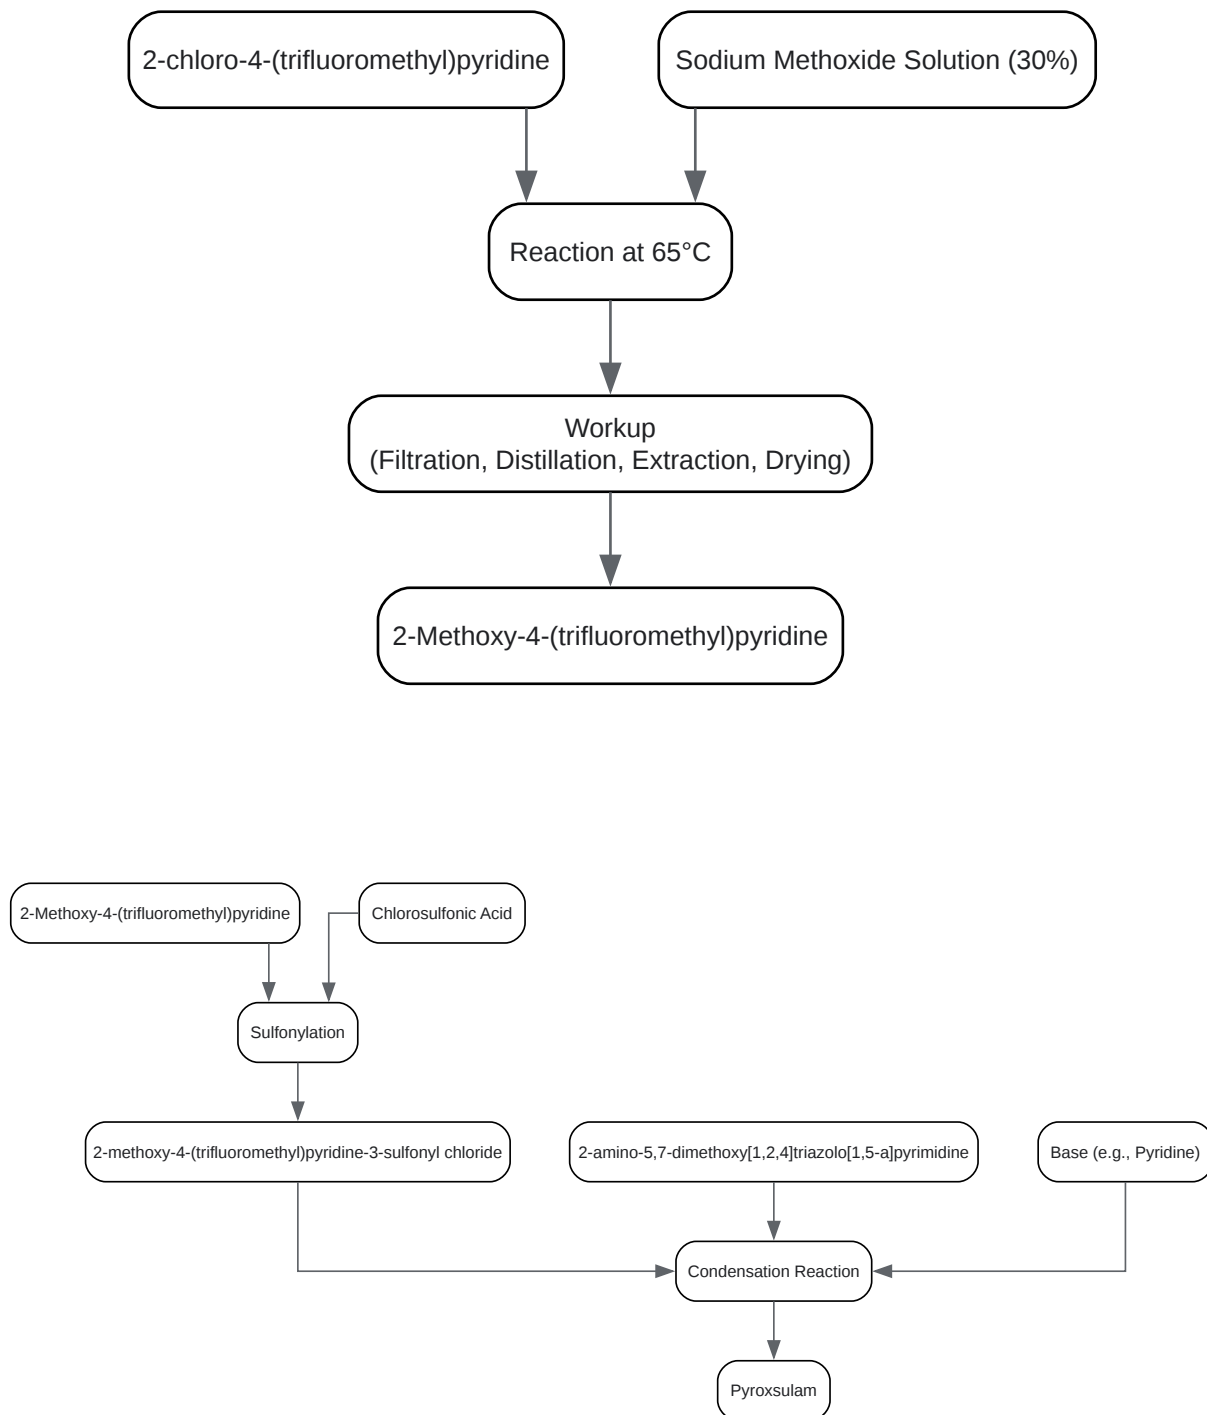 2-chloro-4-(trifluoromethyl)pyridine
Sodium Methoxide Solution (30%)
Reaction at 65°C
Workup
(Filtration, Distillation, Extraction, Drying)
2-Methoxy-4-(trifluoromethyl)pyridine
2-Methoxy-4-(trifluoromethyl)pyridine
Chlorosulfonic Acid
Sulfonylation
2-methoxy-4-(trifluoromethyl)pyridine-3-sulfonyl chloride
2-amino-5,7-dimethoxy[1,2,4]triazolo[1,5-a]pyrimidine
Base (e.g., Pyridine)
Condensation Reaction
Pyroxsulam